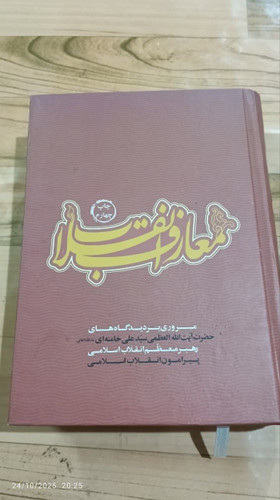 چاپ
چهارم
معارف انقلاب
مروری بر دیدگاه‌های
حضرت آیت الله العظمی سید علی خامنه‌ای
رهبر معظم انقلاب اسلامی
پیرامون انقلاب اسلامی
24/10/2025 20:25